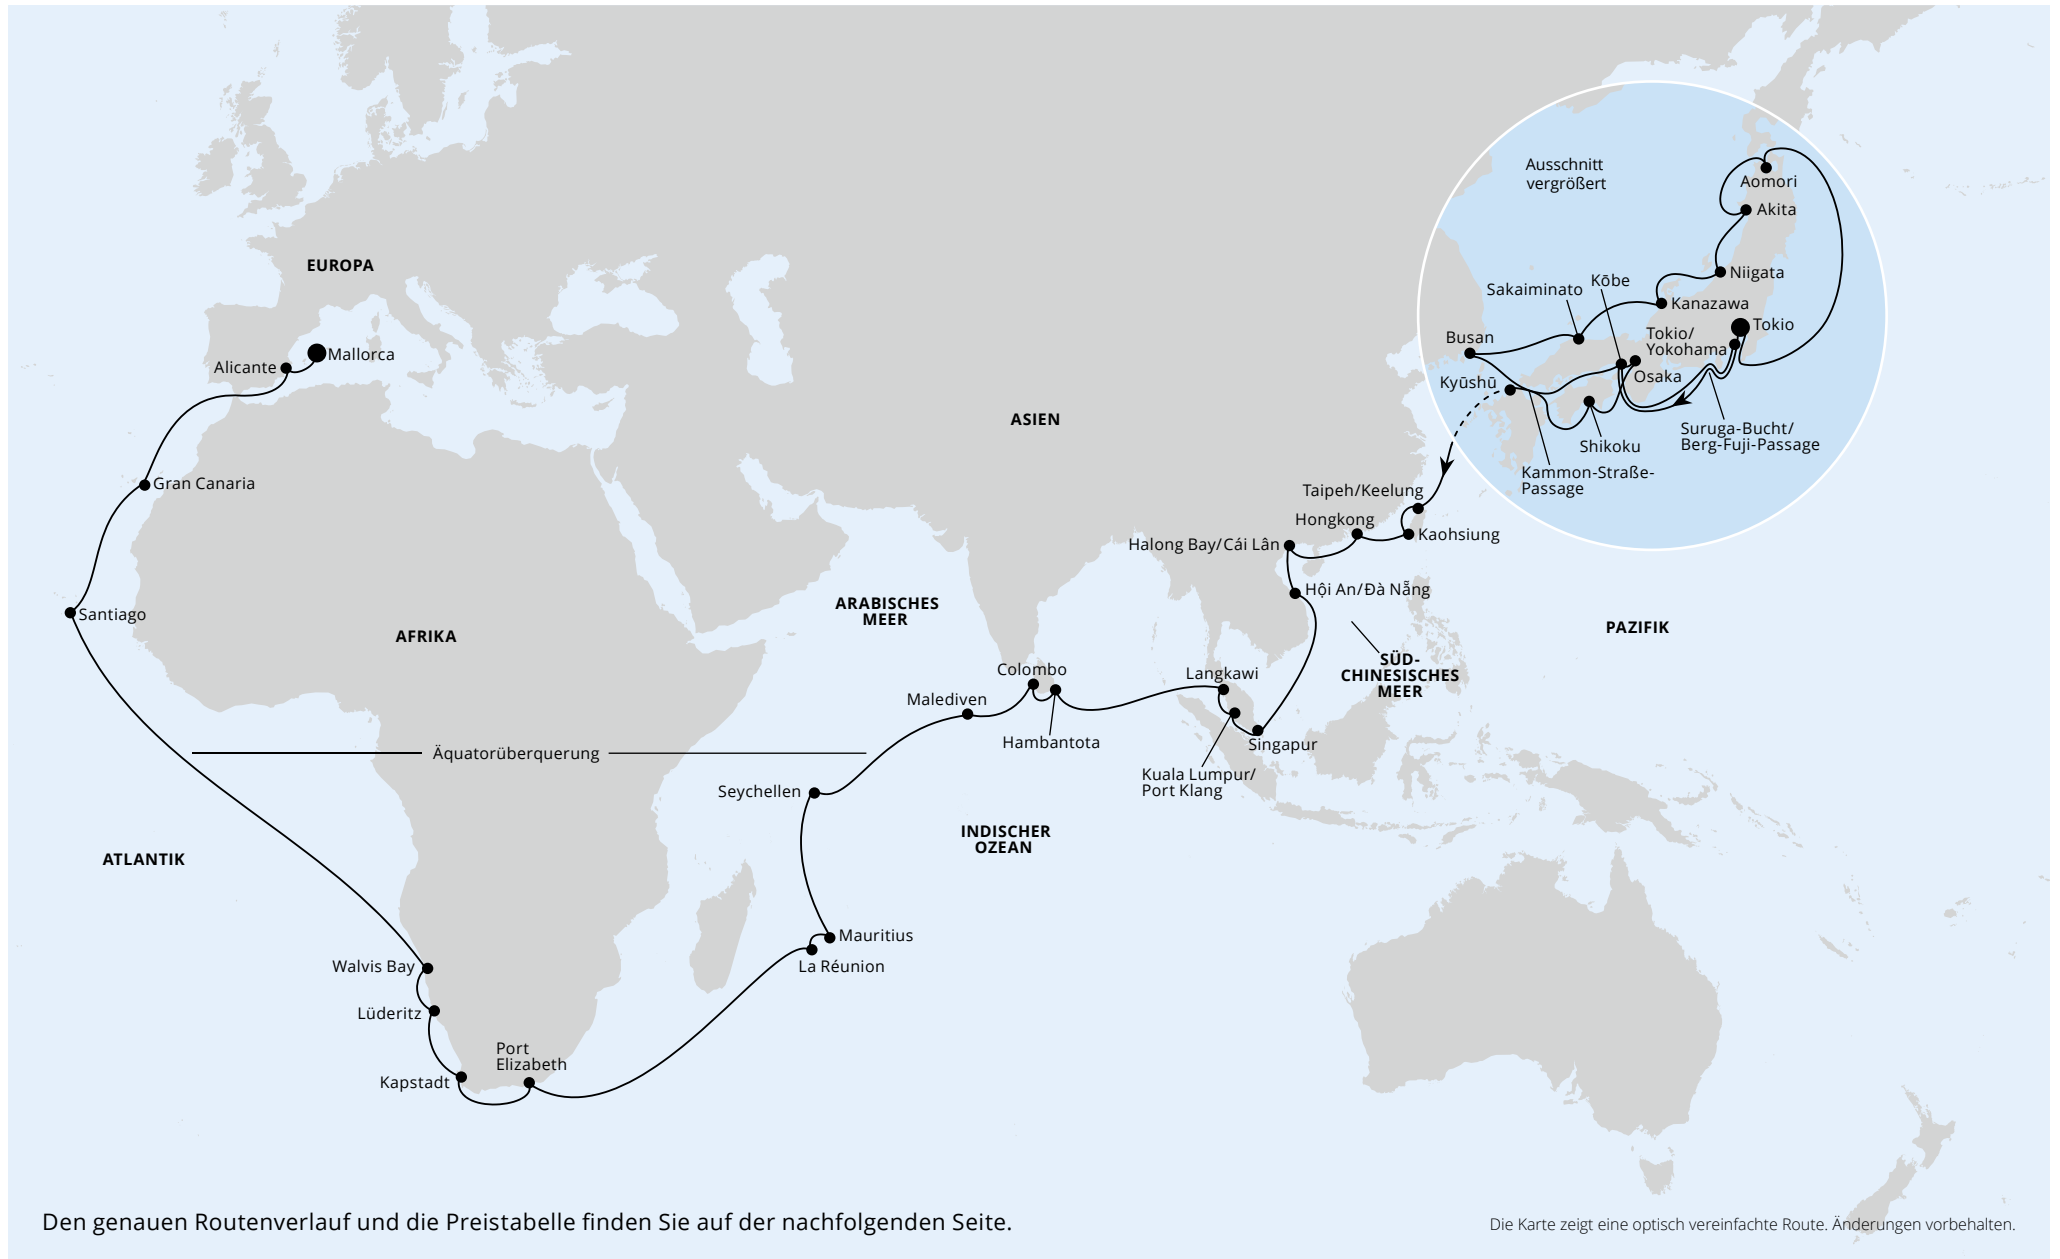 Ausschnitt
vergrößert
Aomori
Akita
Niigata
Kanazawa
Kōbe
Sakaiminato
Tokio
Tokio/
Yokohama
Busan
Kyūshū
Osaka
Shikoku
Suruga-Bucht/
Berg-Fuji-Passage
Kammon-Straße-
Passage
EUROPA
Mallorca
Alicante
ASIEN
Gran Canaria
Taipeh/Keelung
Hongkong
Kaohsiung
Halong Bay/Cái Lân
Hội An/Đà Nẵng
Santiago
ARABISCHES
MEER
AFRIKA
PAZIFIK
SÜD-
CHINESISCHES
MEER
Colombo
Langkawi
Malediven
Hambantota
Singapur
Äquatorüberquerung
Kuala Lumpur/
Port Klang
Seychellen
INDISCHER
OZEAN
ATLANTIK
Mauritius
La Réunion
Walvis Bay
Lüderitz
Port
Elizabeth
Kapstadt
Den genauen Routenverlauf und die Preistabelle finden Sie auf der nachfolgenden Seite.
Die Karte zeigt eine optisch vereinfachte Route. Änderungen vorbehalten.